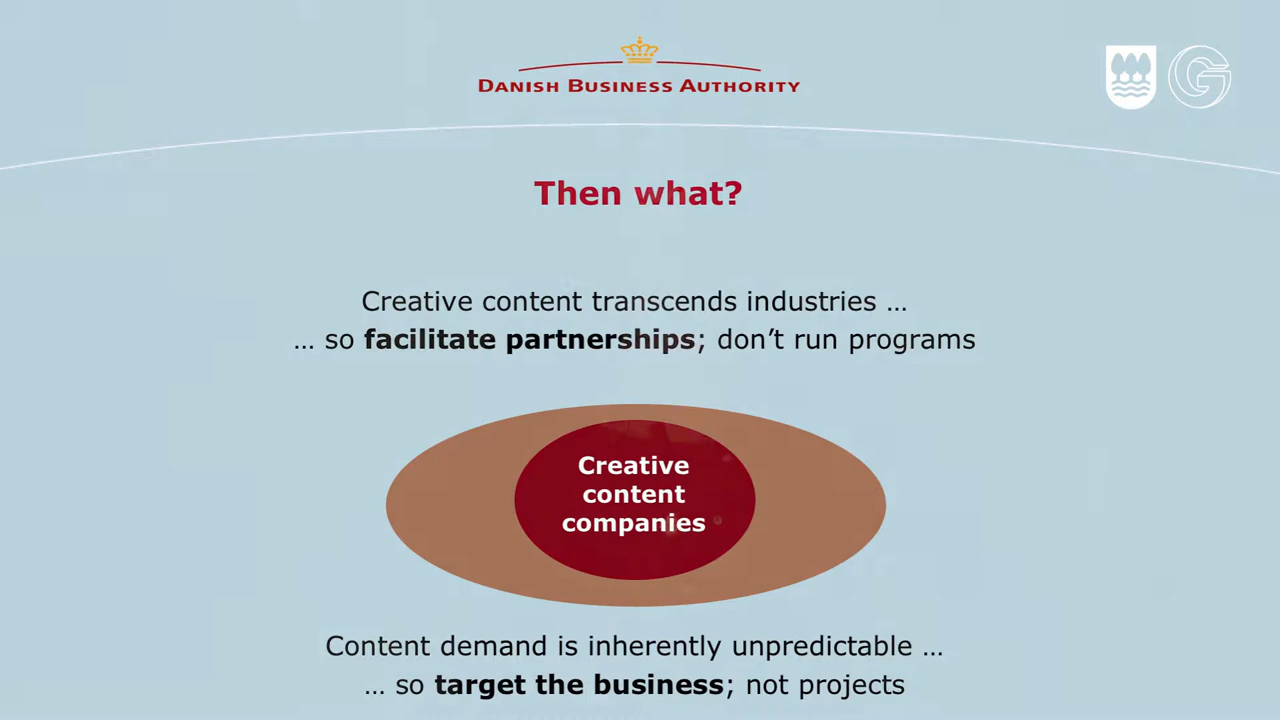 DANISH BUSINESS AUTHORITY
Then what?
Creative content transcends industries …
… so facilitate partnerships; don’t run programs
Creative
content
companies
Content demand is inherently unpredictable …
… so target the business; not projects